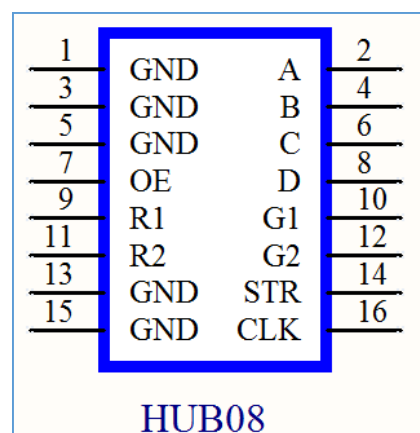 1 GND A 2
3 GND B 4
5 GND C 6
7 OE D 8
9 R1 G1 10
11 R2 G2 12
13 GND STR 14
15 GND CLK 16
HUB08